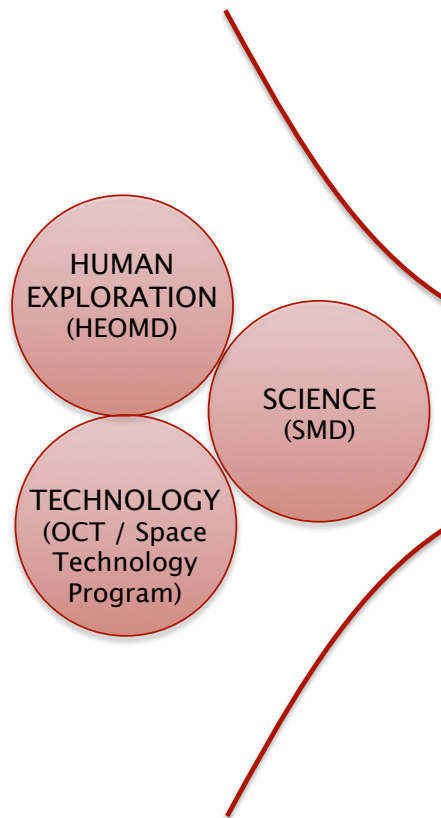 HUMAN
EXPLORATION
(HEOMD)
SCIENCE
(SMD)
TECHNOLOGY
(OCT / Space
Technology
Program)